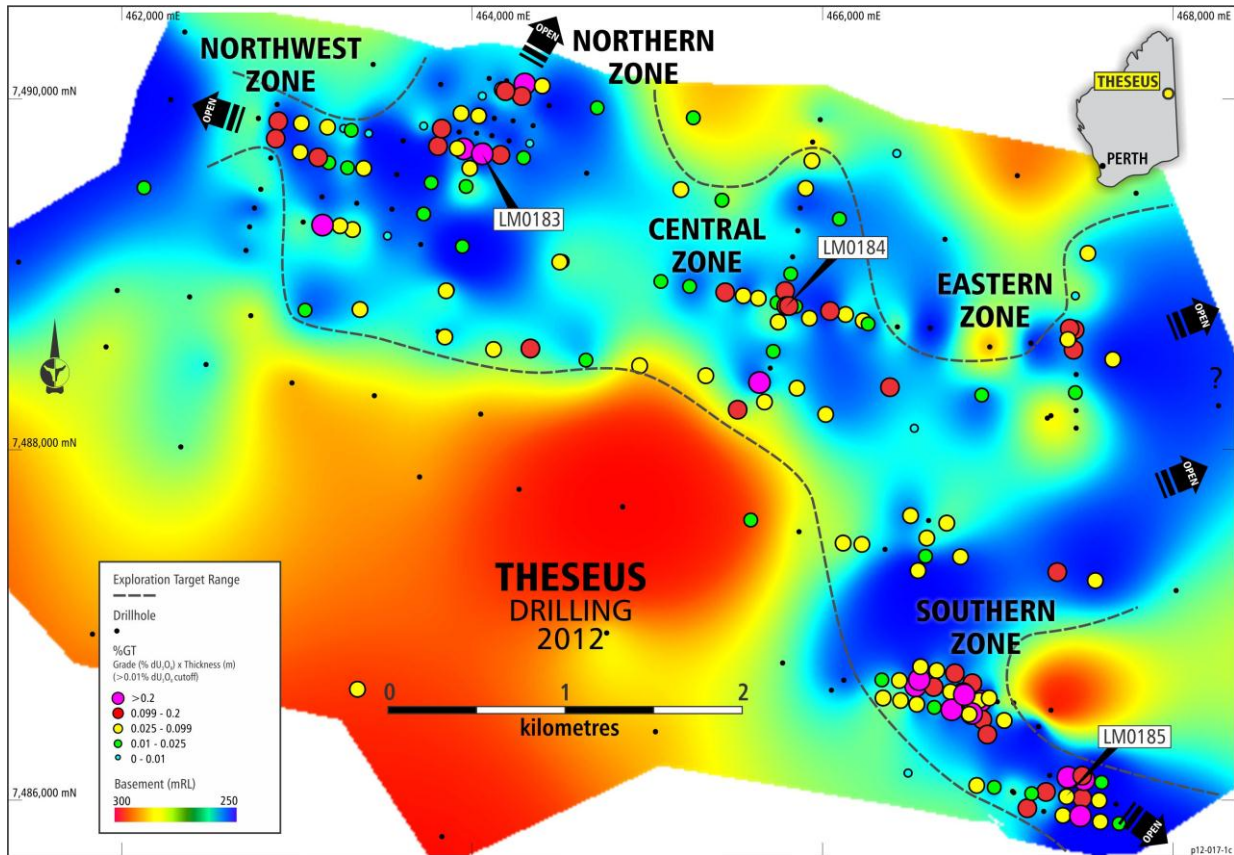 462,000 mE
464,000 mE
466,000 mE
468,000 mE
7,490,000 mN
7,488,000 mN
7,486,000 mN
NORTHWEST
ZONE
OPEN
OPEN
NORTHERN
ZONE
THESEUS
PERTH
LM0183
CENTRAL
ZONE
LM0184
EASTERN
ZONE
OPEN
?
OPEN
THESEUS
DRILLING
2012
SOUTHERN
ZONE
LM0185
OPEN
0 1 2
kilometres
Exploration Target Range
Drillhole
%GT
Grade (% dU₃O₈) x Thickness (m)
(>0.01% dU₃O₈ cutoff)
>0.2
0.099 - 0.2
0.025 - 0.099
0.01 - 0.025
0 - 0.01
Basement (mRL)
300 250
p12-017-1c